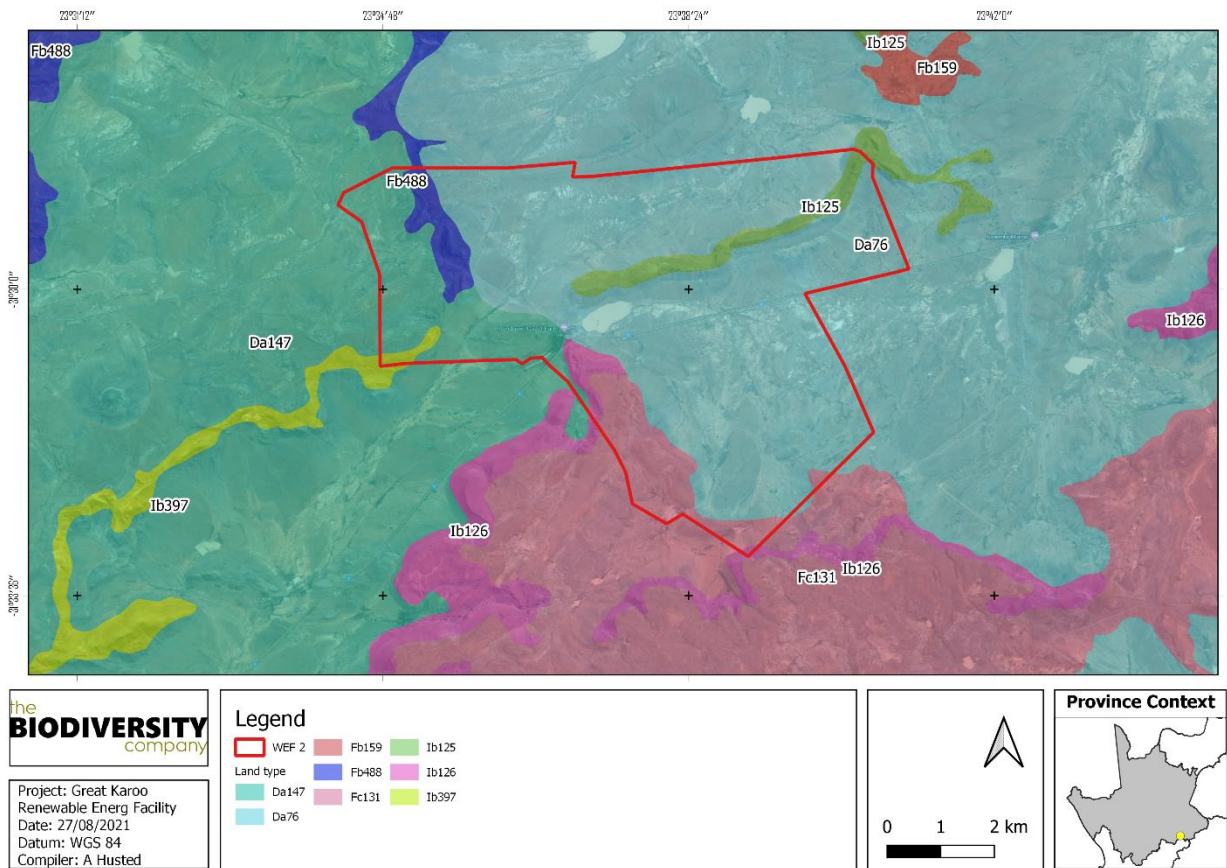 23°31'12" 23°34'48" 23°38'24" 23°42'0"
Fb488
Ib125
Fb159
Fb488
Ib125
Da76
-31°30'0"
Ib126
Da147
Ib397
Ib126
Ib126
Fc131
the
BIODIVERSITY
company
Project: Great Karoo
Renewable Energ Facility
Date: 27/08/2021
Datum: WGS 84
Compiler: A Husted
Legend
WEF 2
Land type
Da147
Da76
Fb159
Fb488
Fc131
Ib125
Ib126
Ib397
0 1 2 km
Province Context